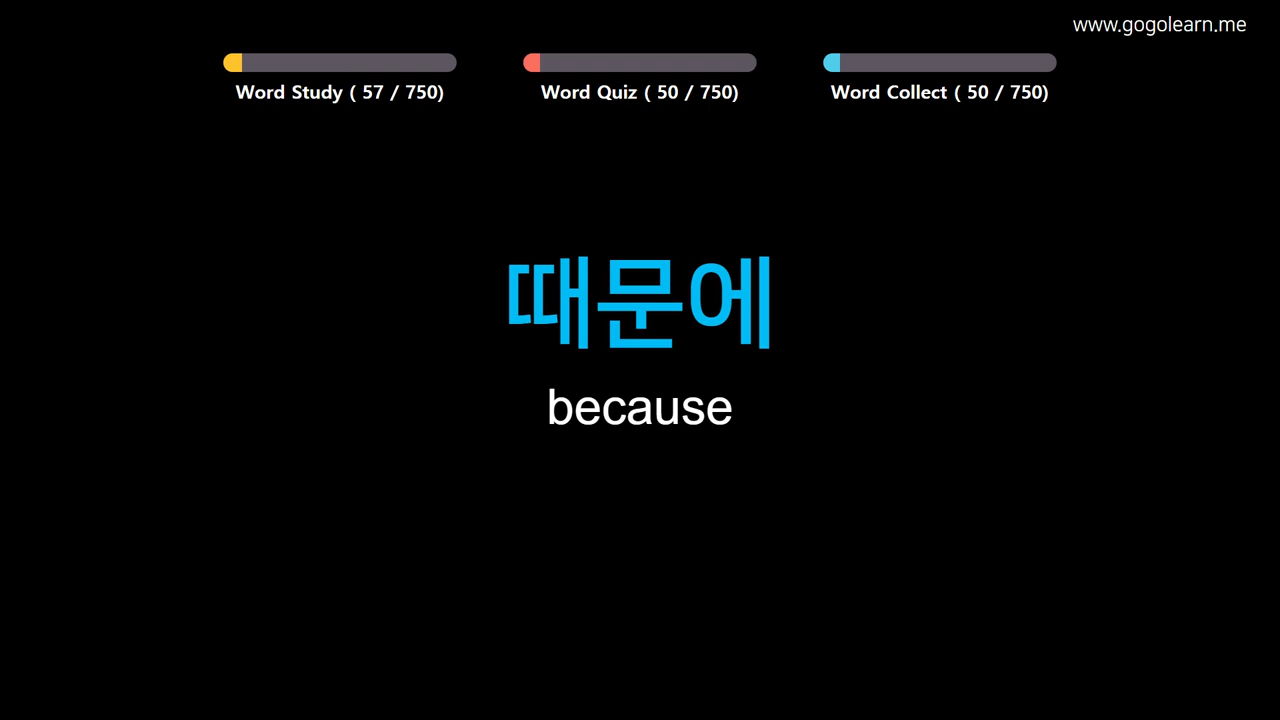 www.gogolearn.me
Word Study ( 57 / 750)
Word Quiz ( 50 / 750)
Word Collect ( 50 / 750)
때문에
because